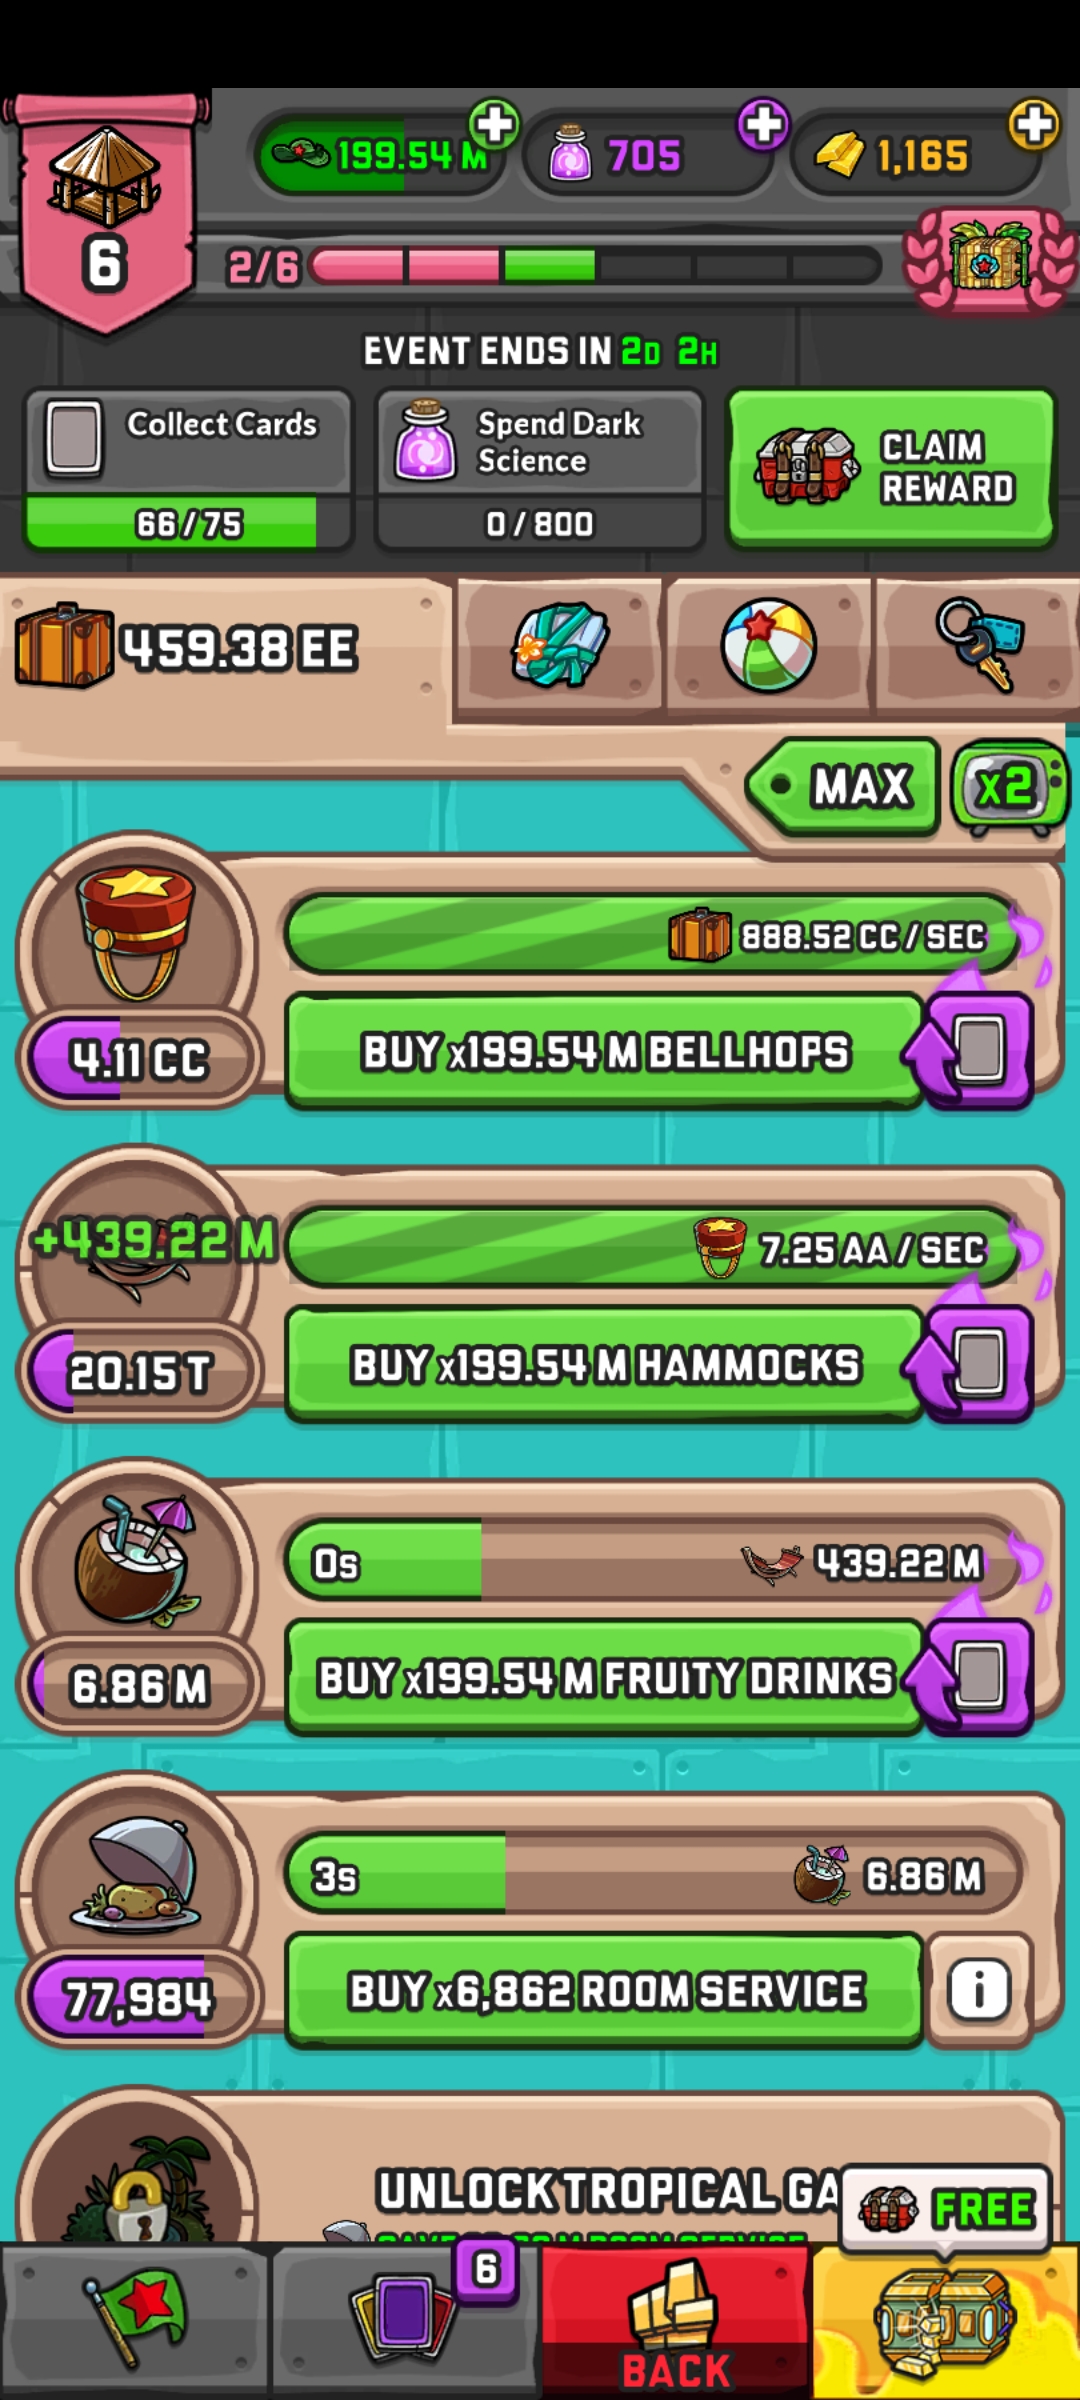 199.54 M
705
1,165
6
2/6
EVENT ENDS IN 2D 2H
Collect Cards
66/75
Spend Dark
Science
0/800
CLAIM
REWARD
459.38 EE
MAX
x2
888.52 CC/SEC
4.11 CC
BUY x199.54 M BELLHOPS
+439.22 M
7.25 AA/SEC
20.15 T
BUY x199.54 M HAMMOCKS
0s
439.22 M
6.86 M
BUY x199.54 M FRUITY DRINKS
3s
6.86 M
77,984
BUY x6,862 ROOM SERVICE
i
UNLOCK TROPICAL GA
FREE
6
BACK